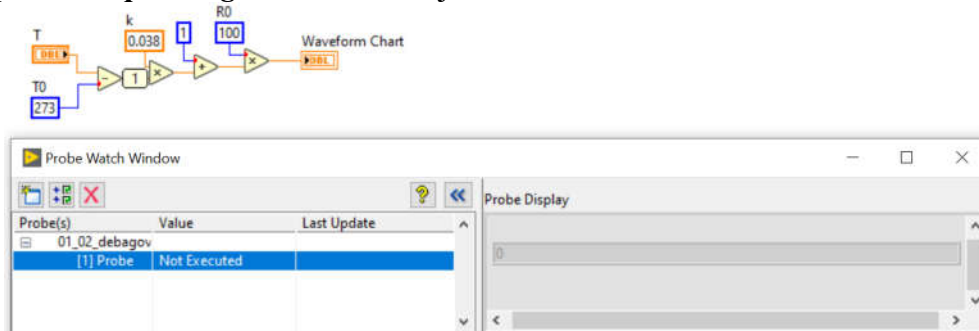 T
k
R0
DBL
0.038
1
100
Waveform Chart
DBL
1
T0
273
Probe Watch Window
Probe Display
Probe(s) Value Last Update
01_02_debagov
[1] Probe Not Executed
0